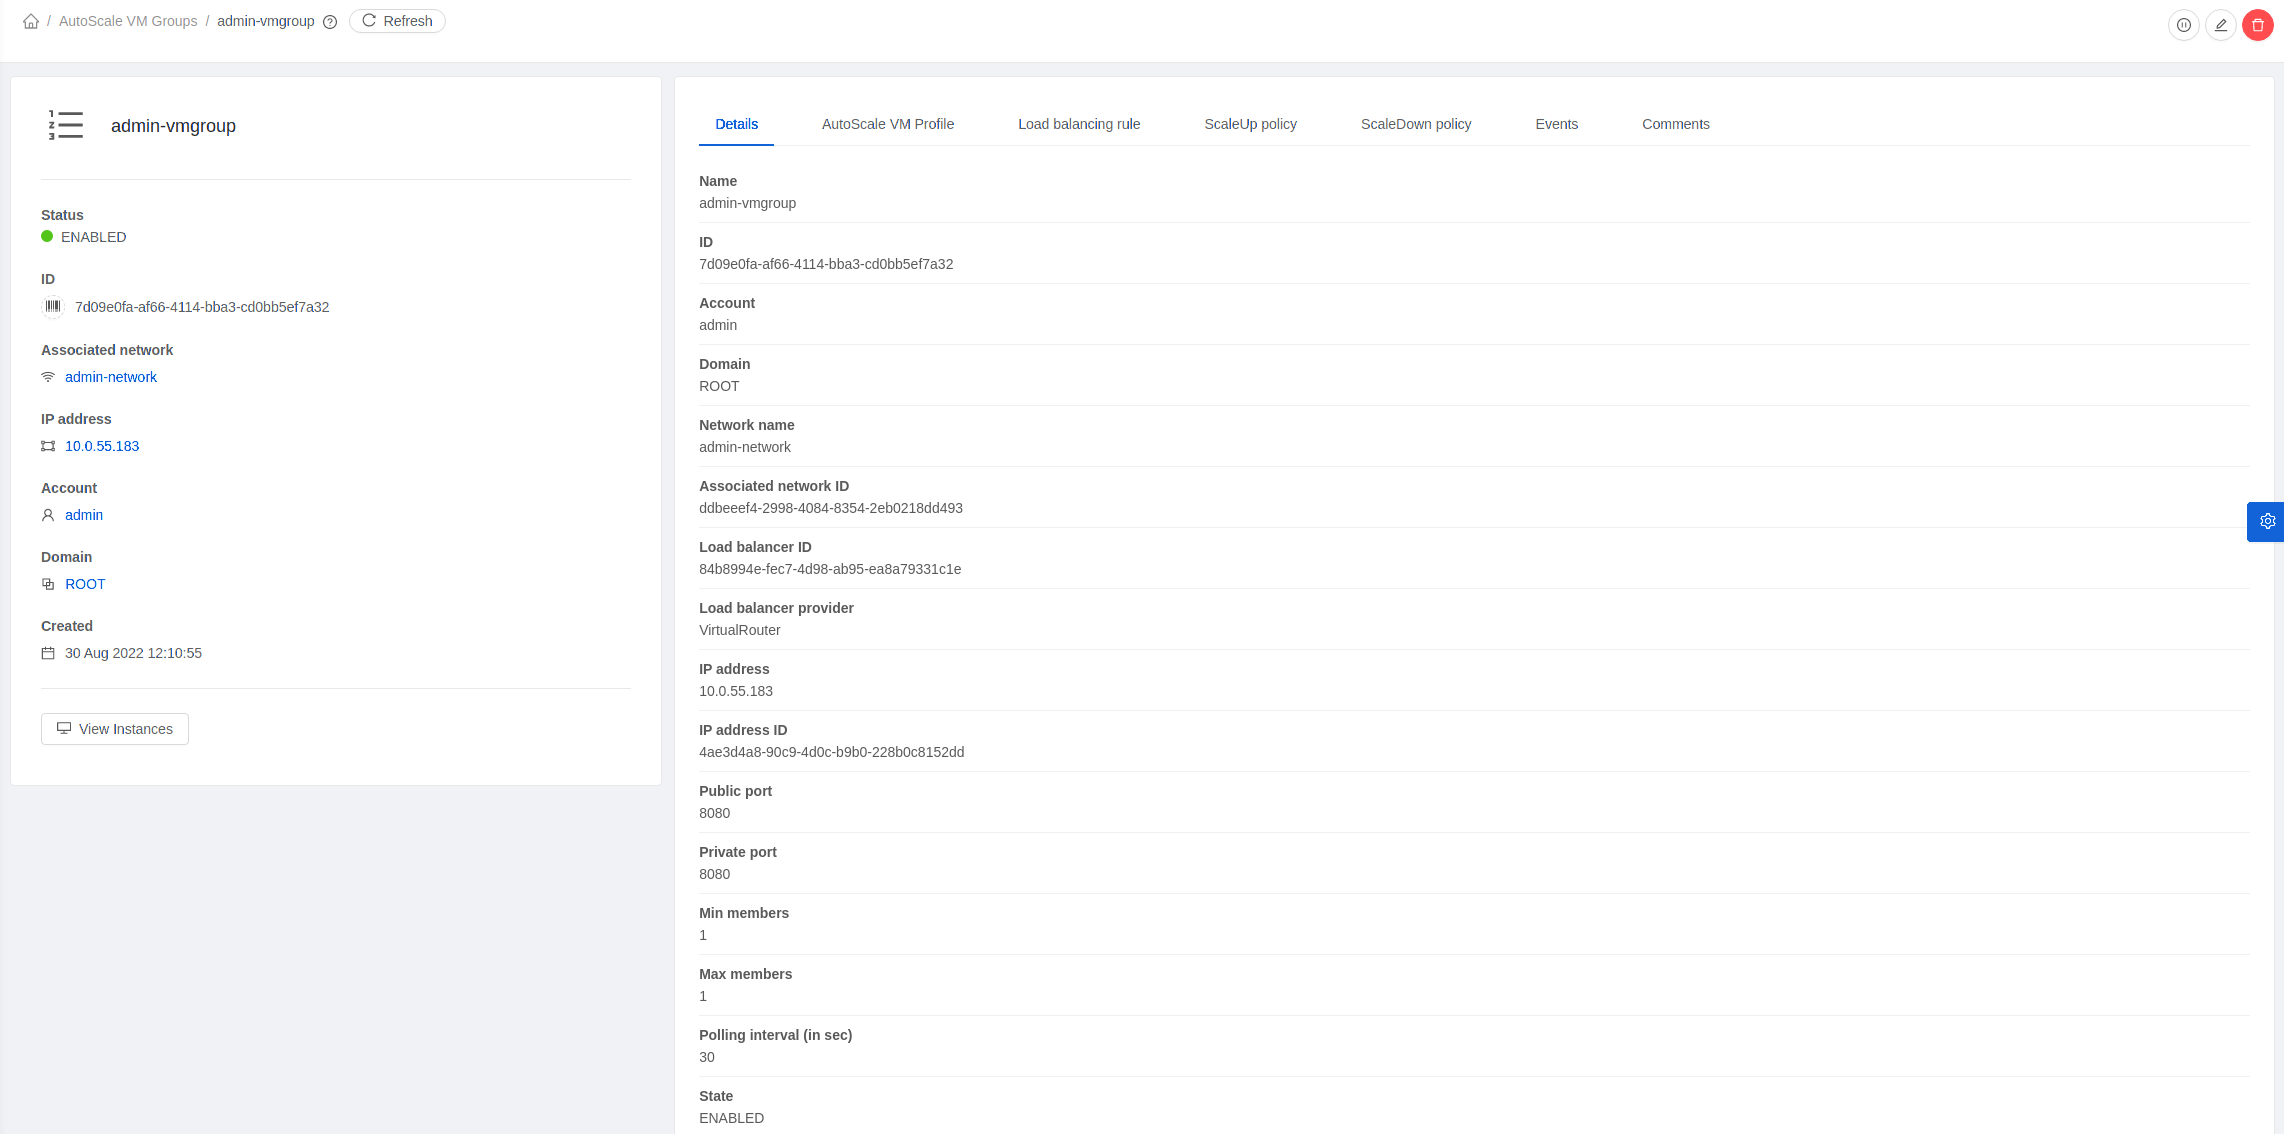 / AutoScale VM Groups / admin-vmgroup Refresh
admin-vmgroup
Status
ENABLED
ID
7d09e0fa-af66-4114-bba3-cd0bb5ef7a32
Associated network
admin-network
IP address
10.0.55.183
Account
admin
Domain
ROOT
Created
30 Aug 2022 12:10:55
View Instances
Details AutoScale VM Profile Load balancing rule ScaleUp policy ScaleDown policy Events Comments
Name
admin-vmgroup
ID
7d09e0fa-af66-4114-bba3-cd0bb5ef7a32
Account
admin
Domain
ROOT
Network name
admin-network
Associated network ID
ddbeeef4-2998-4084-8354-2eb0218dd493
Load balancer ID
84b8994e-fec7-4d98-ab95-ea8a79331c1e
Load balancer provider
VirtualRouter
IP address
10.0.55.183
IP address ID
4ae3d4a8-90c9-4d0c-b9b0-228b0c8152dd
Public port
8080
Private port
8080
Min members
1
Max members
1
Polling interval (in sec)
30
State
ENABLED